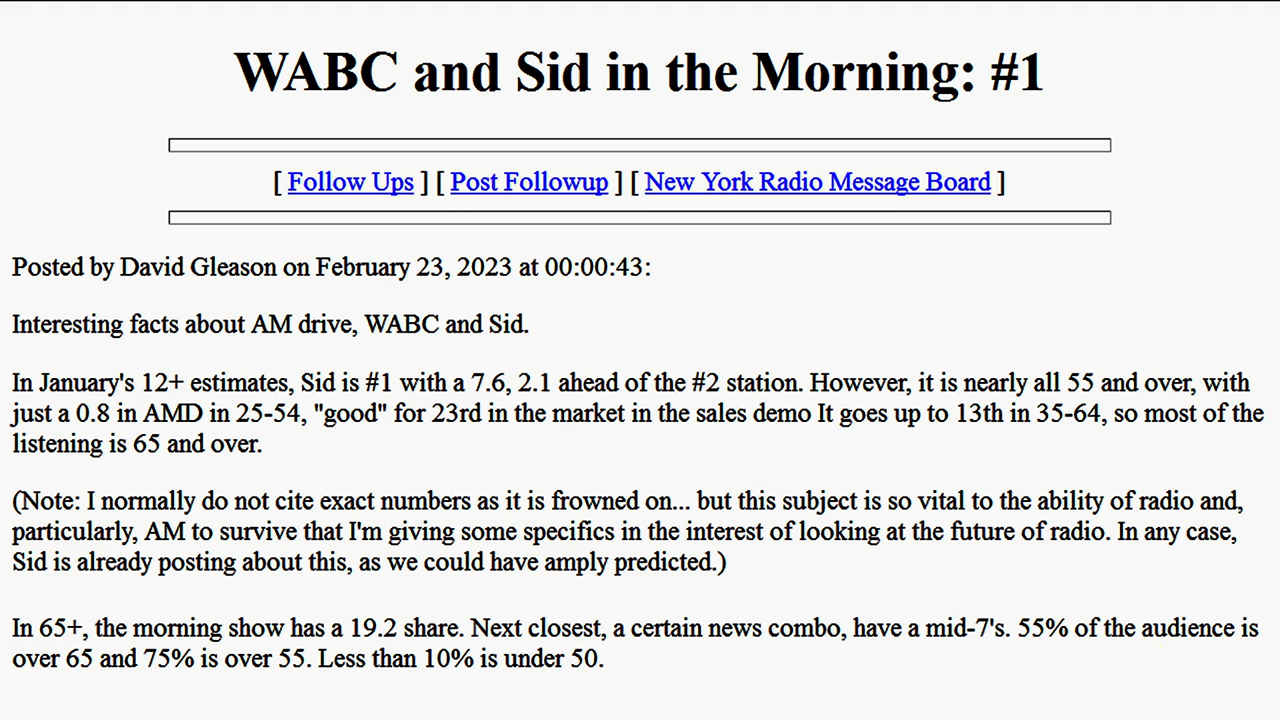 WABC and Sid in the Morning: #1
[ Follow Ups ] [ Post Followup ] [ New York Radio Message Board ]
Posted by David Gleason on February 23, 2023 at 00:00:43:
Interesting facts about AM drive, WABC and Sid.
In January's 12+ estimates, Sid is #1 with a 7.6, 2.1 ahead of the #2 station. However, it is nearly all 55 and over, with
just a 0.8 in AMD in 25-54, "good" for 23rd in the market in the sales demo It goes up to 13th in 35-64, so most of the
listening is 65 and over.
(Note: I normally do not cite exact numbers as it is frowned on... but this subject is so vital to the ability of radio and,
particularly, AM to survive that I'm giving some specifics in the interest of looking at the future of radio. In any case,
Sid is already posting about this, as we could have amply predicted.)
In 65+, the morning show has a 19.2 share. Next closest, a certain news combo, have a mid-7's. 55% of the audience is
over 65 and 75% is over 55. Less than 10% is under 50.